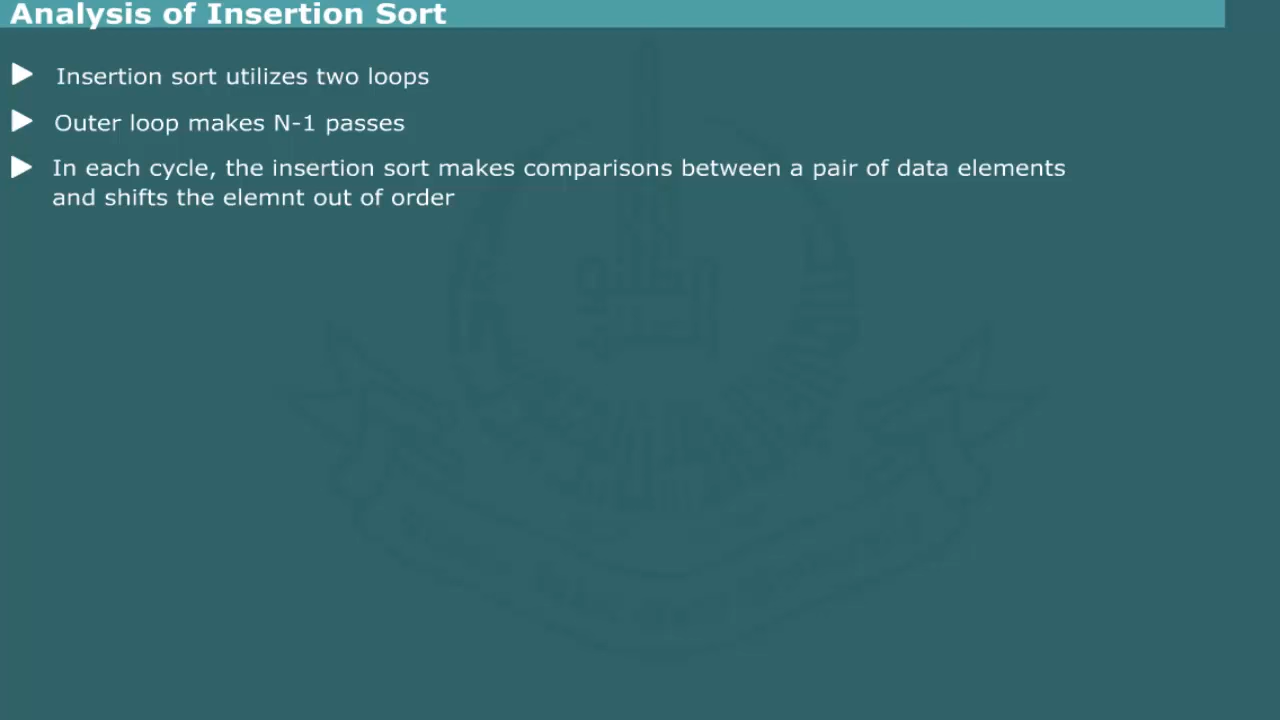 Analysis of Insertion Sort
Insertion sort utilizes two loops
Outer loop makes N-1 passes
In each cycle, the insertion sort makes comparisons between a pair of data elements
and shifts the elemnt out of order